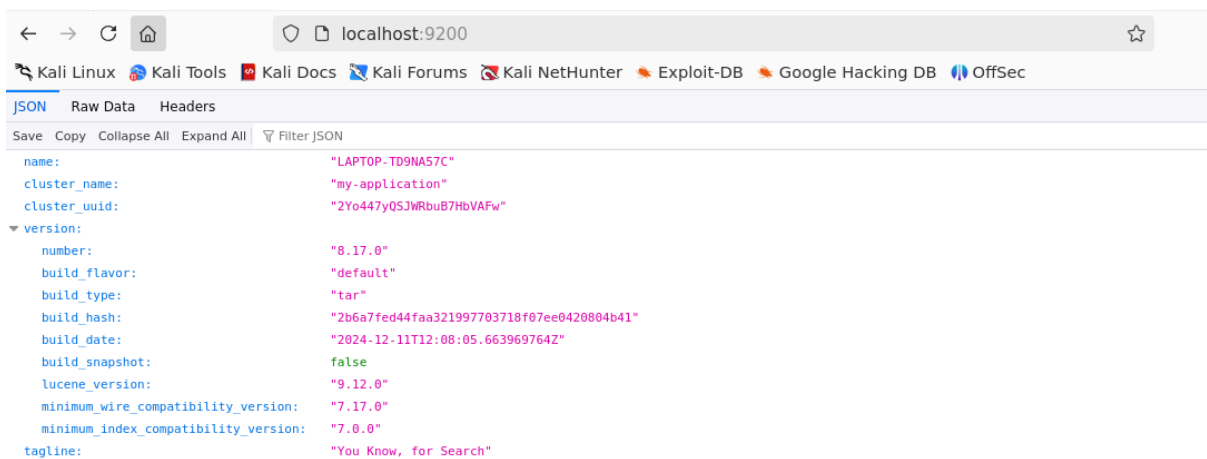 localhost:9200
Kali Linux Kali Tools Kali Docs Kali Forums Kali NetHunter Exploit-DB Google Hacking DB OffSec
JSON Raw Data Headers
Save Copy Collapse All Expand All Filter JSON
name: "LAPTOP-TD9NA57C"
cluster_name: "my-application"
cluster_uuid: "2Yo447yQSJWRbuB7HbVAFw"
version:
number: "8.17.0"
build_flavor: "default"
build_type: "tar"
build_hash: "2b6a7fed44faa321997703718f07ee0420804b41"
build_date: "2024-12-11T12:08:05.663969764Z"
build_snapshot: false
lucene_version: "9.12.0"
minimum_wire_compatibility_version: "7.17.0"
minimum_index_compatibility_version: "7.0.0"
tagline: "You Know, for Search"